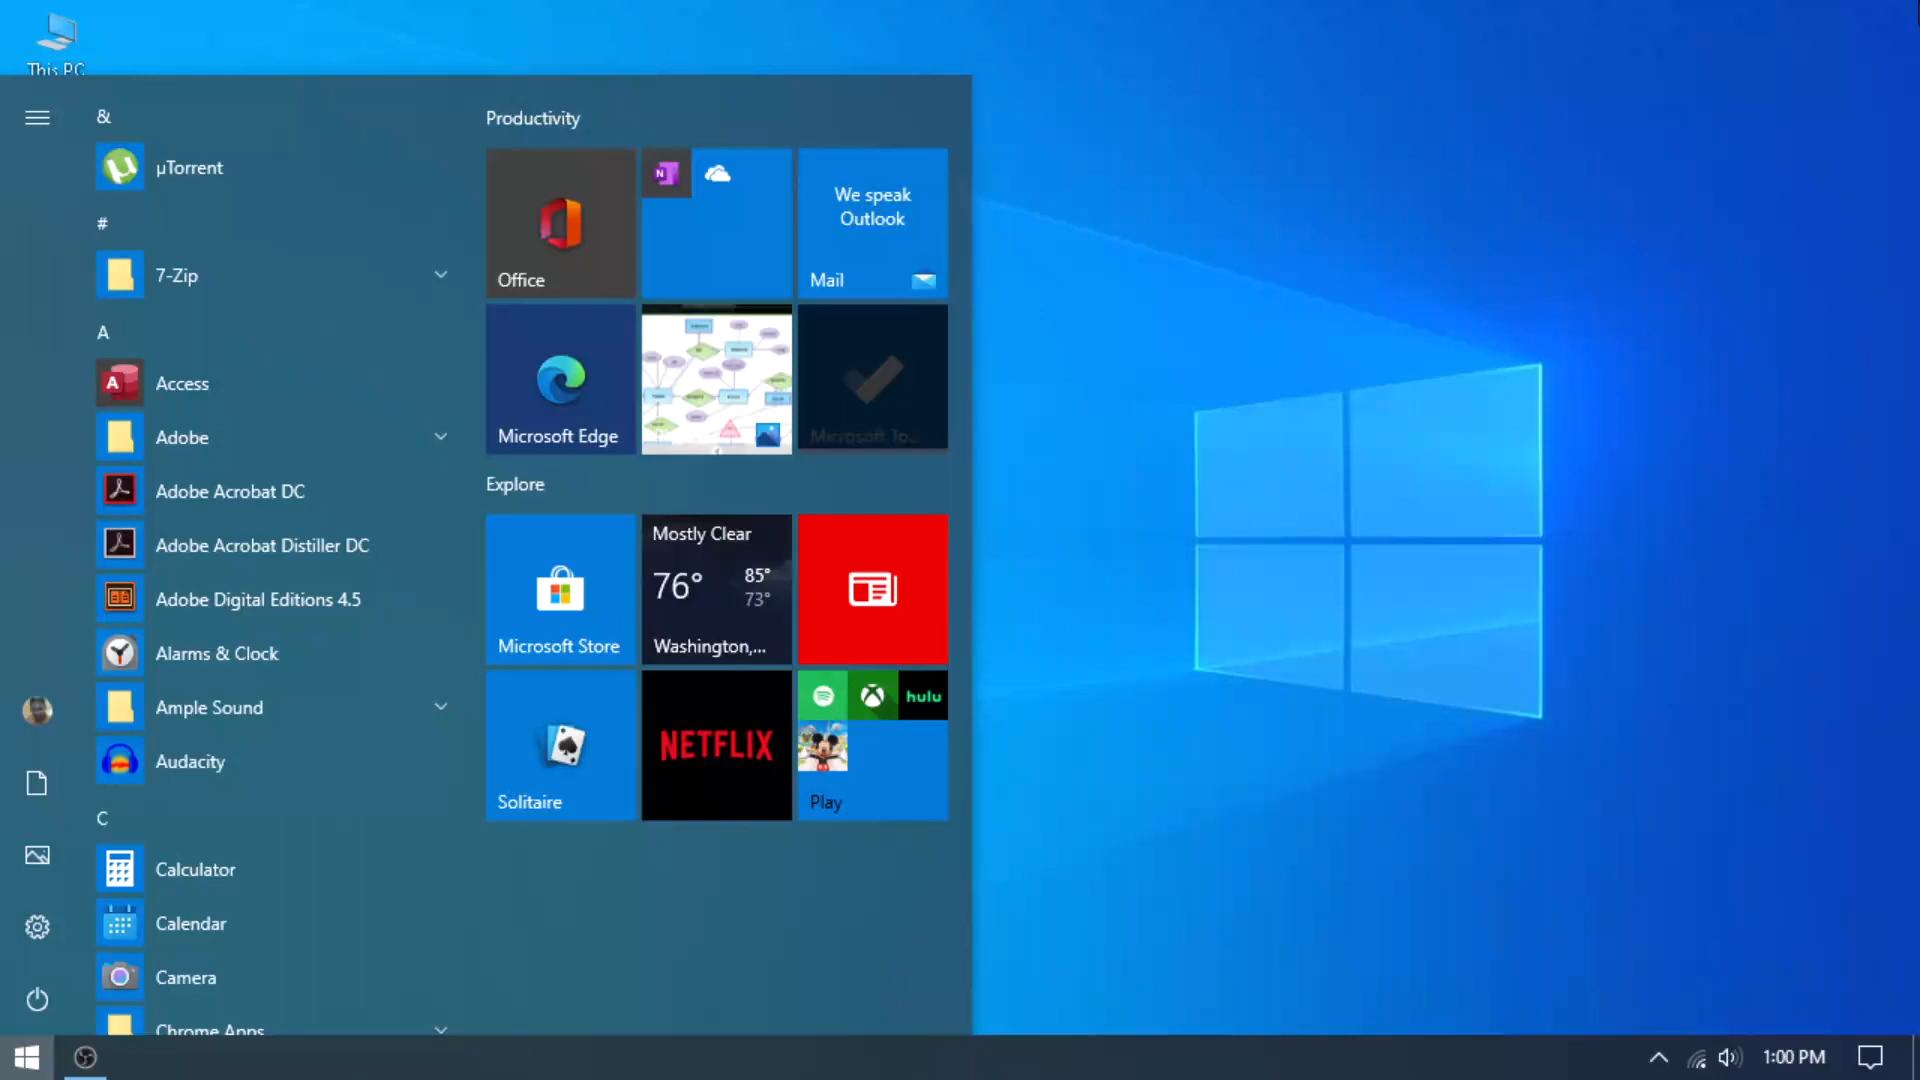 This PC
&
µTorrent
#
7-Zip
A
Access
Adobe
Adobe Acrobat DC
Adobe Acrobat Distiller DC
Adobe Digital Editions 4.5
Alarms & Clock
Ample Sound
Audacity
C
Calculator
Calendar
Camera
Chrome Apps
Productivity
Office
N
We speak
Outlook
Mail
Microsoft Edge
Microsoft To...
Explore
Microsoft Store
Mostly Clear
76°
85°
73°
Washington,...
Solitaire
NETFLIX
hulu
Play
1:00 PM